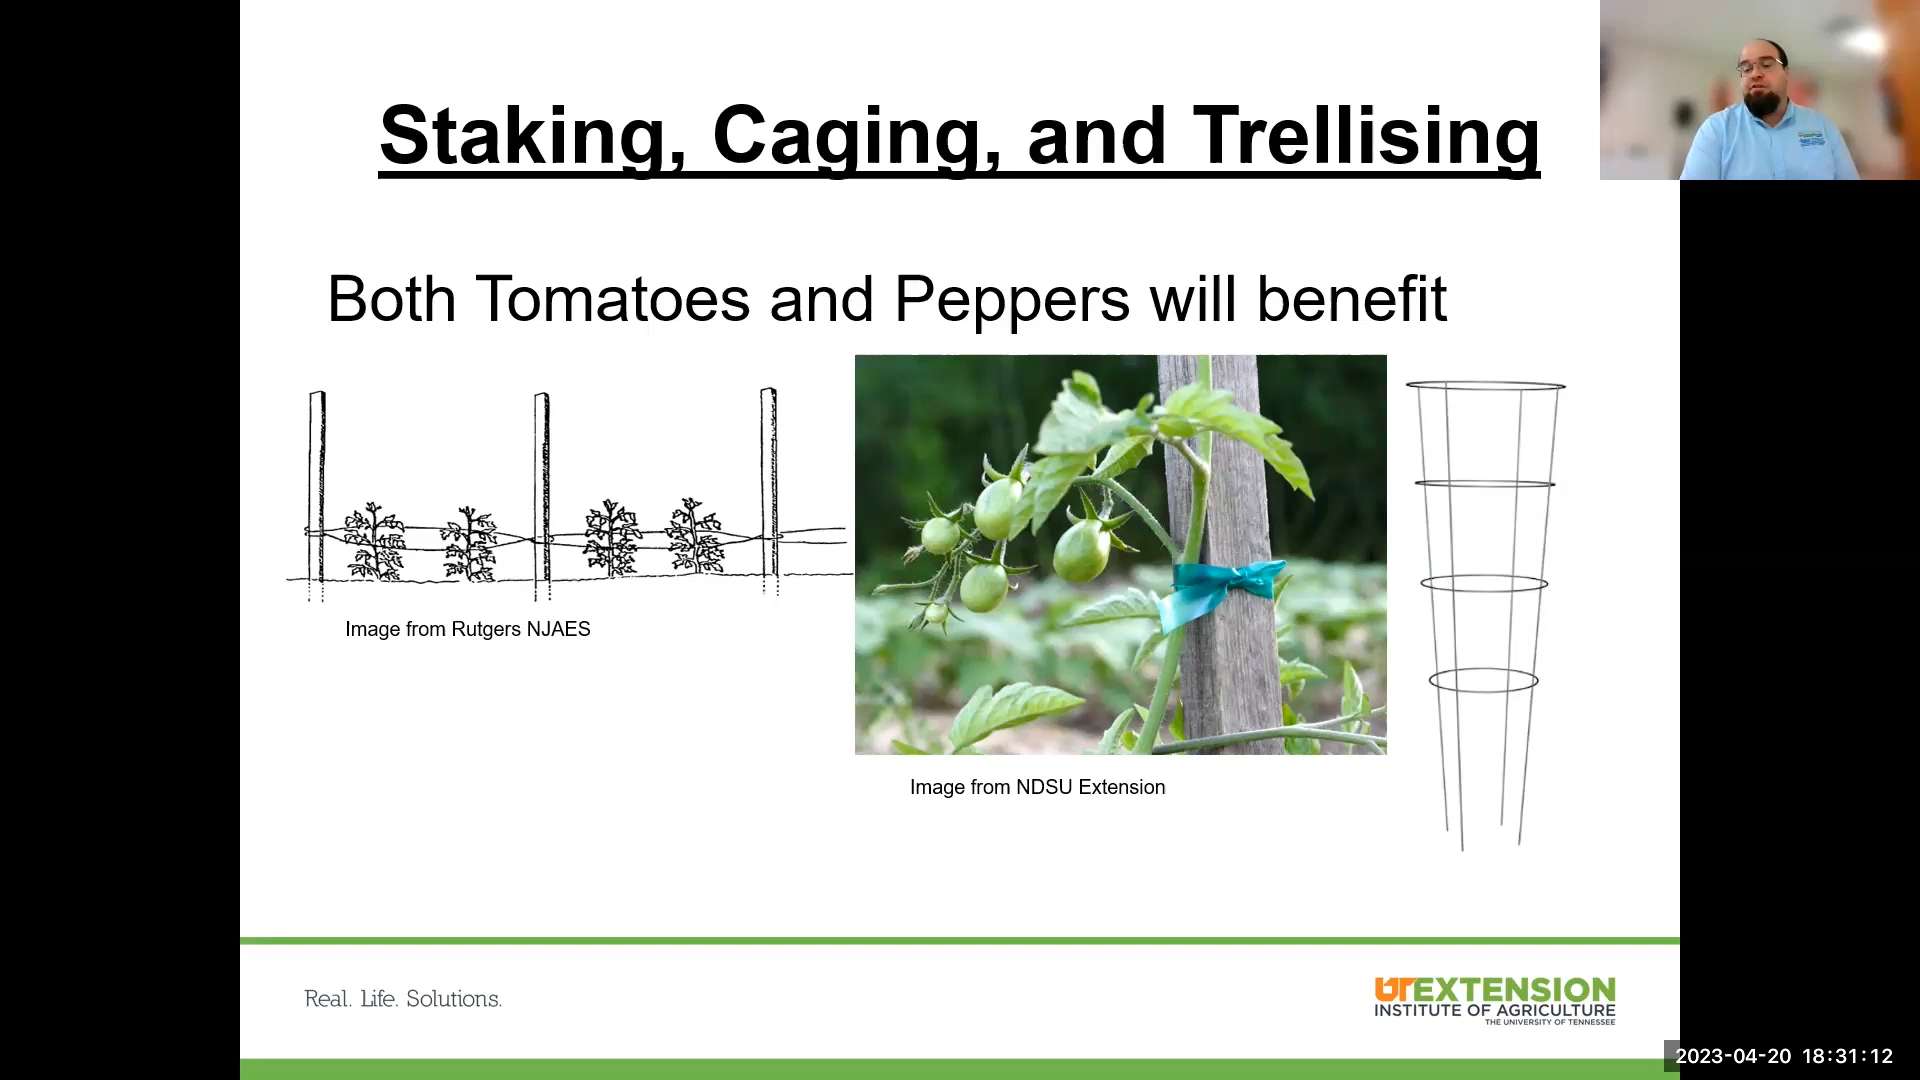 Staking, Caging, and Trellising
Both Tomatoes and Peppers will benefit
Image from Rutgers NJAES
Image from NDSU Extension
Real. Life. Solutions.
UTEXTENSION
INSTITUTE OF AGRICULTURE
THE UNIVERSITY OF TENNESSEE
2023-04-20 18:31:12